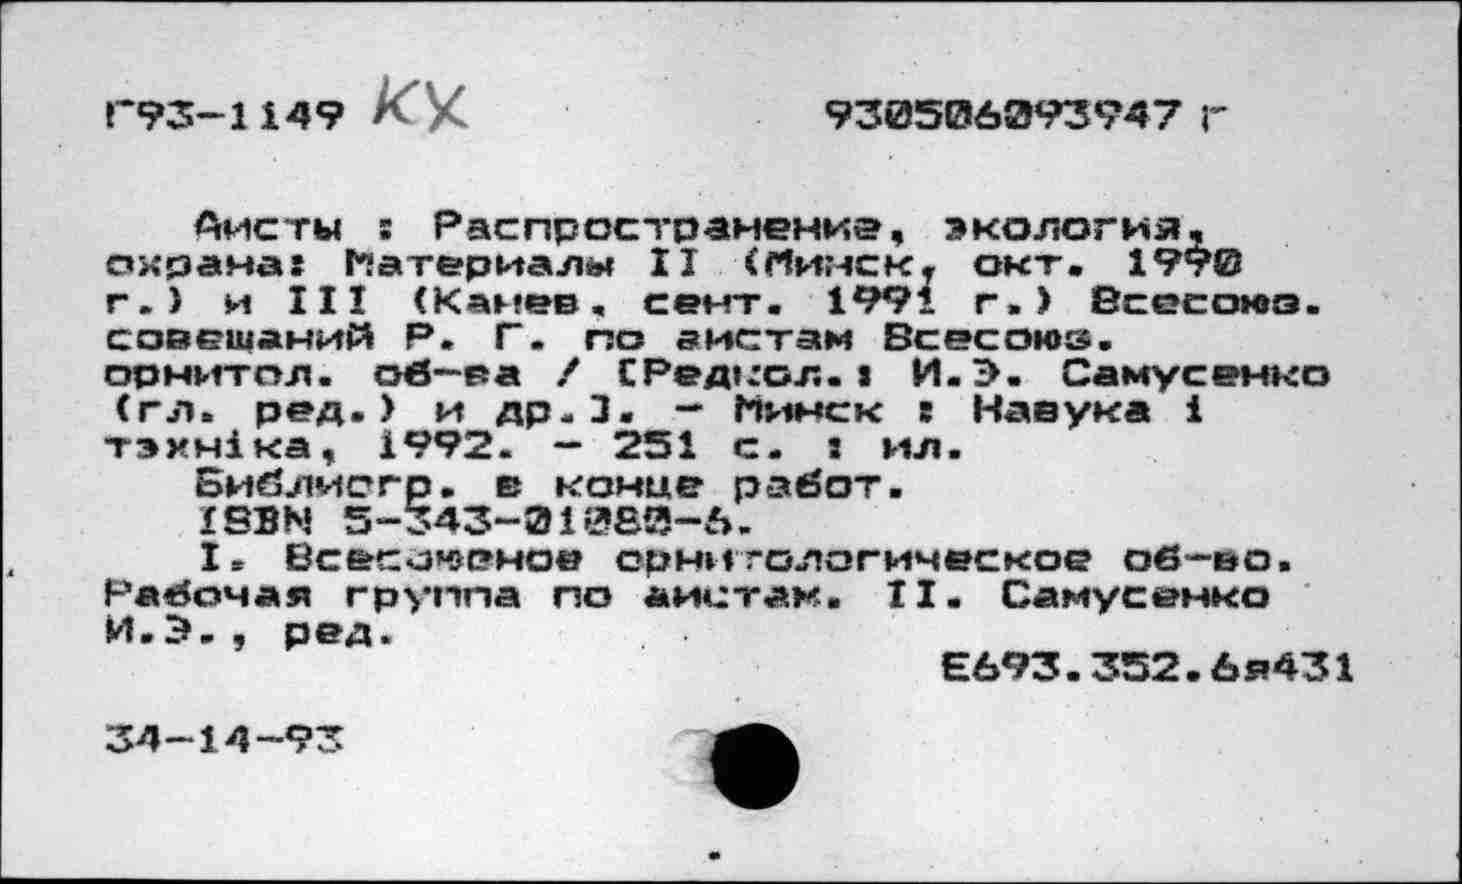 Г93-1149 КХ 930506093947 г
Аисты : Распространение, экология,
охрана: Материалы II (Минск, окт. 1990
г.) и III (Канев, сент. 1991 г.) Всесоюз.
совещаний Р. Г. по аистам Всесоюз.
орнитол. об-ва / [Редкол.: И.Э. Самусенко
(гл. ред.) и др.]. - Минск : Навука i
тэхнiка, 1992. - 251 с. : ил.
Библиогр. в конце работ.
ISBN 5-343-01080-6.
I. Всесоюзное орнитологическое об-во.
Рабочая группа по аистам. II. Самусенко
И.Э., ред.
Е693.352.6я431
34-14-93